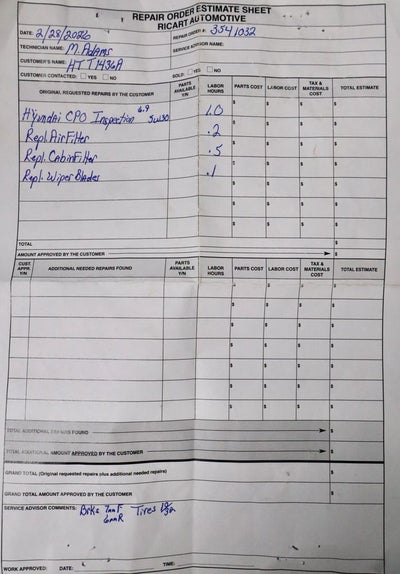 REPAIR ORDER ESTIMATE SHEET
RICART AUTOMOTIVE
DATE: 2/28/2026 REPAIR ORDER #: 3541032
TECHNICIAN NAME: M. Adams SERVICE ADVISOR NAME:
CUSTOMER'S NAME: HTT1436A
CUSTOMER CONTACTED: ☐ YES ☐ NO SOLD: ☐ YES ☐ NO
ORIGINAL REQUESTED REPAIRS BY THE CUSTOMER PARTS AVAILABLE Y/N LABOR HOURS PARTS COST LABOR COST TAX & MATERIALS COST TOTAL ESTIMATE
Hyundai CPO Inspection 6.9 5W30 1.0 $ $ $ $
Repl. Air Filter .2 $ $ $ $
Repl. Cabin Filter .5 $ $ $ $
Repl. Wiper Blades .1 $ $ $ $
$ $ $ $
$ $ $ $
$ $ $ $
TOTAL $
AMOUNT APPROVED BY THE CUSTOMER $
CUST. APPR. Y/N ADDITIONAL NEEDED REPAIRS FOUND PARTS AVAILABLE Y/N LABOR HOURS PARTS COST LABOR COST TAX & MATERIALS COST TOTAL ESTIMATE
$ $ $ $
$ $ $ $
$ $ $ $
$ $ $ $
$ $ $ $
$ $ $ $
$ $ $ $
TOTAL ADDITIONAL REPAIRS FOUND $
TOTAL ADDITIONAL AMOUNT APPROVED BY THE CUSTOMER $
GRAND TOTAL (Original requested repairs plus additional needed repairs) $
GRAND TOTAL AMOUNT APPROVED BY THE CUSTOMER $
SERVICE ADVISOR COMMENTS: Brks 7mm F Tires
6mm R
WORK APPROVED: DATE: TIME: